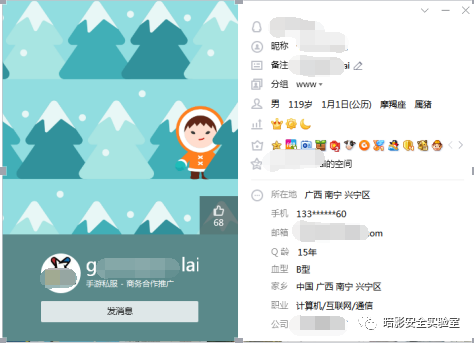 68
g lai
手游私服 - 商务合作推广
发消息
昵称
备注 ai
分组 www
男 119岁 1月1日(公历) 摩羯座 属猪
ai的空间
所在地 广西 南宁 兴宁区
手机 133******60
邮箱 om
Q龄 15年
血型 B型
家乡 中国 广西 南宁 兴宁区
职业 计算机/互联网/通信
公司
暗影安全实验室